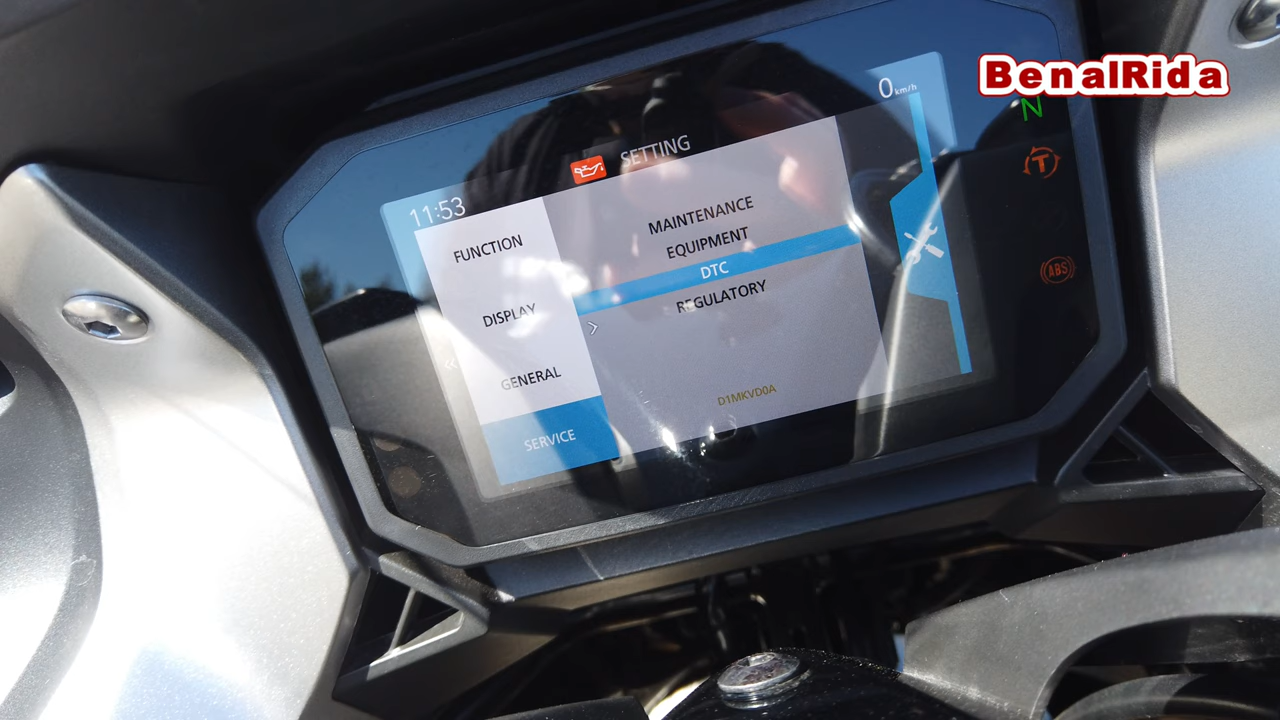 BenalRida
0 km/h
N
SETTING
11:53
T
FUNCTION
MAINTENANCE
EQUIPMENT
DTC
ABS
DISPLAY
REGULATORY
GENERAL
D1MKVD0A
SERVICE